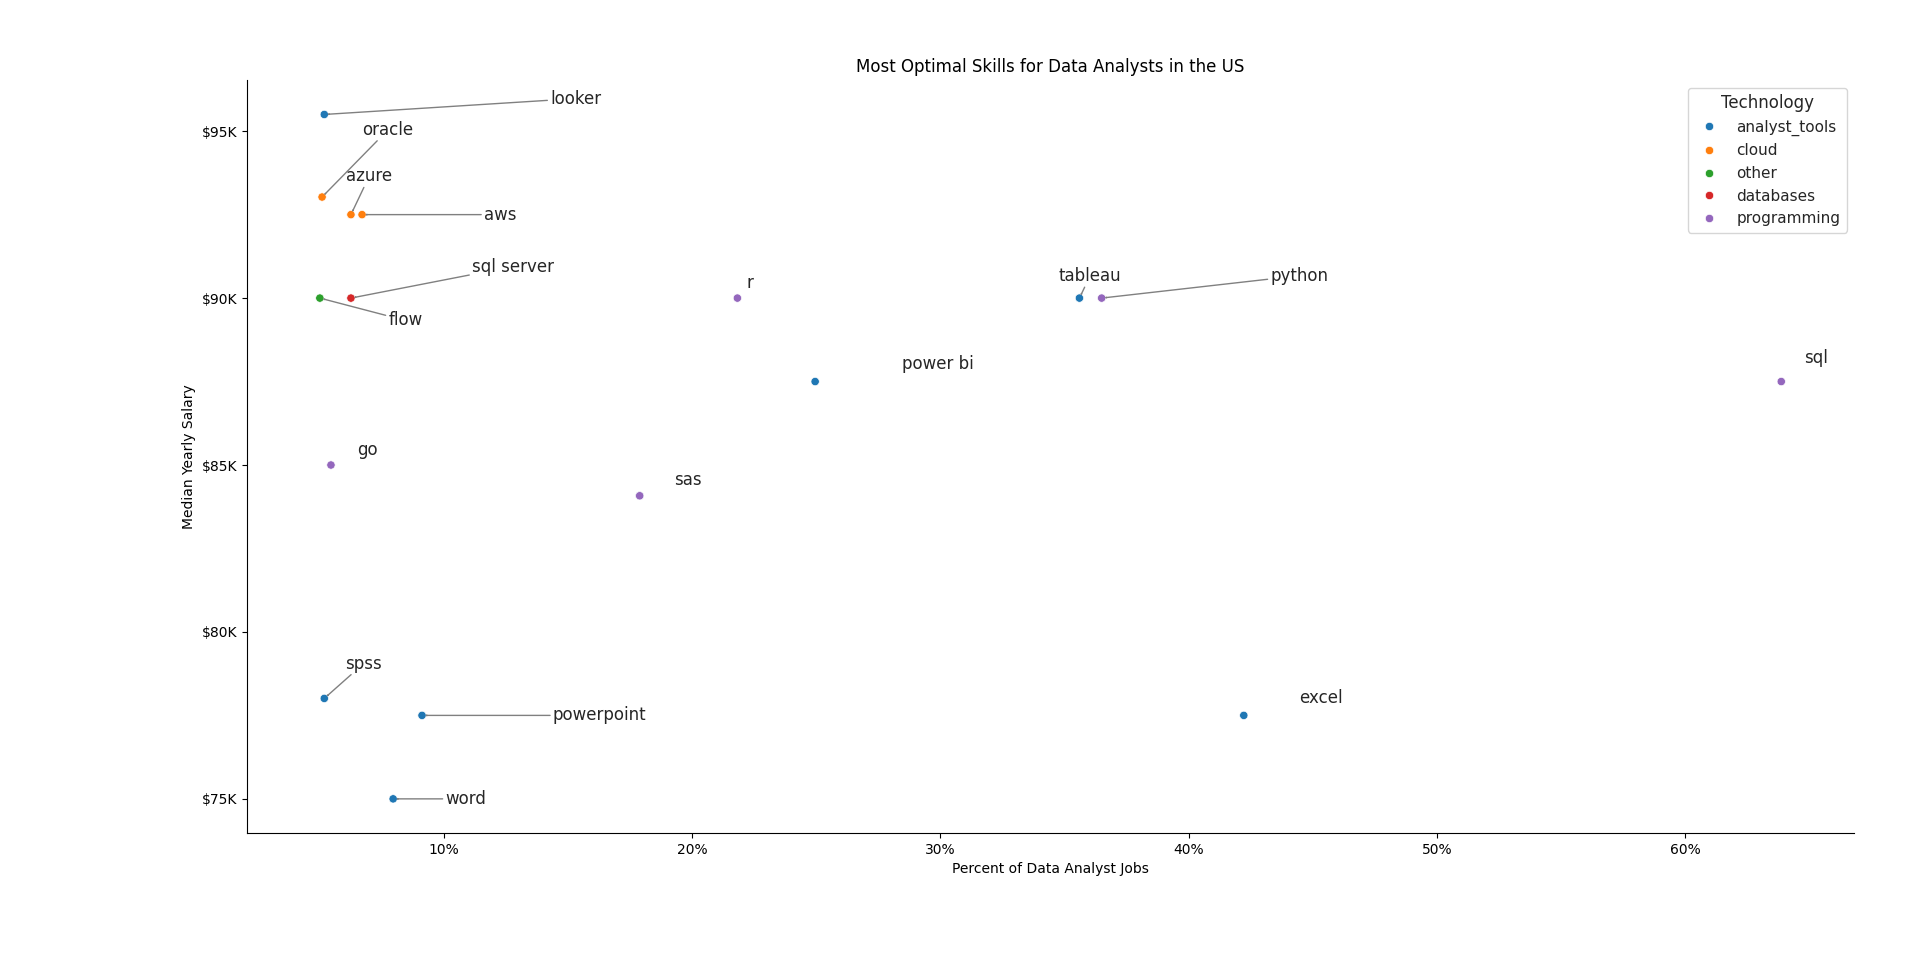 Most Optimal Skills for Data Analysts in the US
looker
oracle
azure
aws
sql server
flow
r
tableau
python
power bi
sql
go
sas
spss
powerpoint
excel
word
Technology
analyst_tools
cloud
other
databases
programming
Median Yearly Salary
$95K
$90K
$85K
$80K
$75K
10% 20% 30% 40% 50% 60%
Percent of Data Analyst Jobs